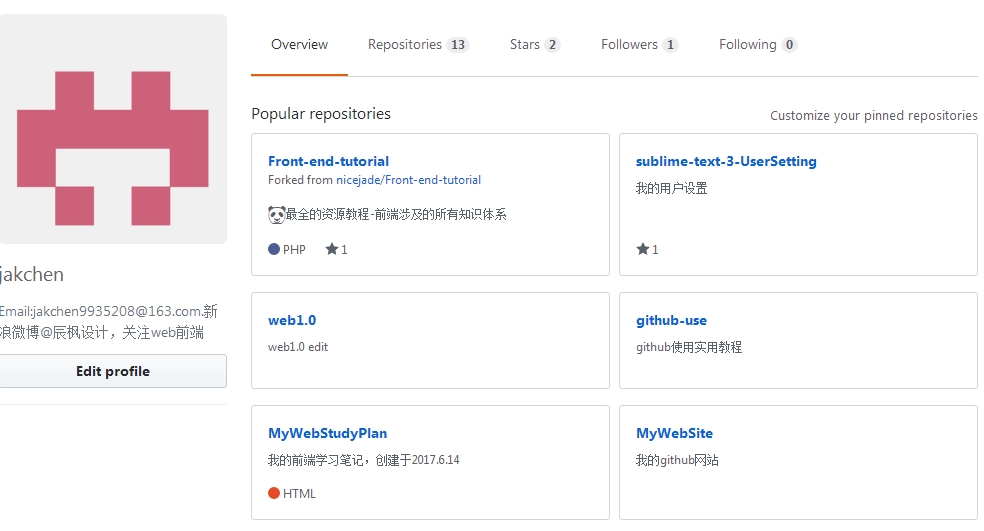 Overview Repositories 13 Stars 2 Followers 1 Following 0
Popular repositories Customize your pinned repositories
Front-end-tutorial
Forked from nicejade/Front-end-tutorial
🐼最全的资源教程-前端涉及的所有知识体系
PHP ★1
sublime-text-3-UserSetting
我的用户设置
★1
jakchen
Email:jakchen9935208@163.com.新
浪微博@辰枫设计，关注web前端
Edit profile
web1.0
web1.0 edit
github-use
github使用实用教程
MyWebStudyPlan
我的前端学习笔记，创建于2017.6.14
HTML
MyWebSite
我的github网站